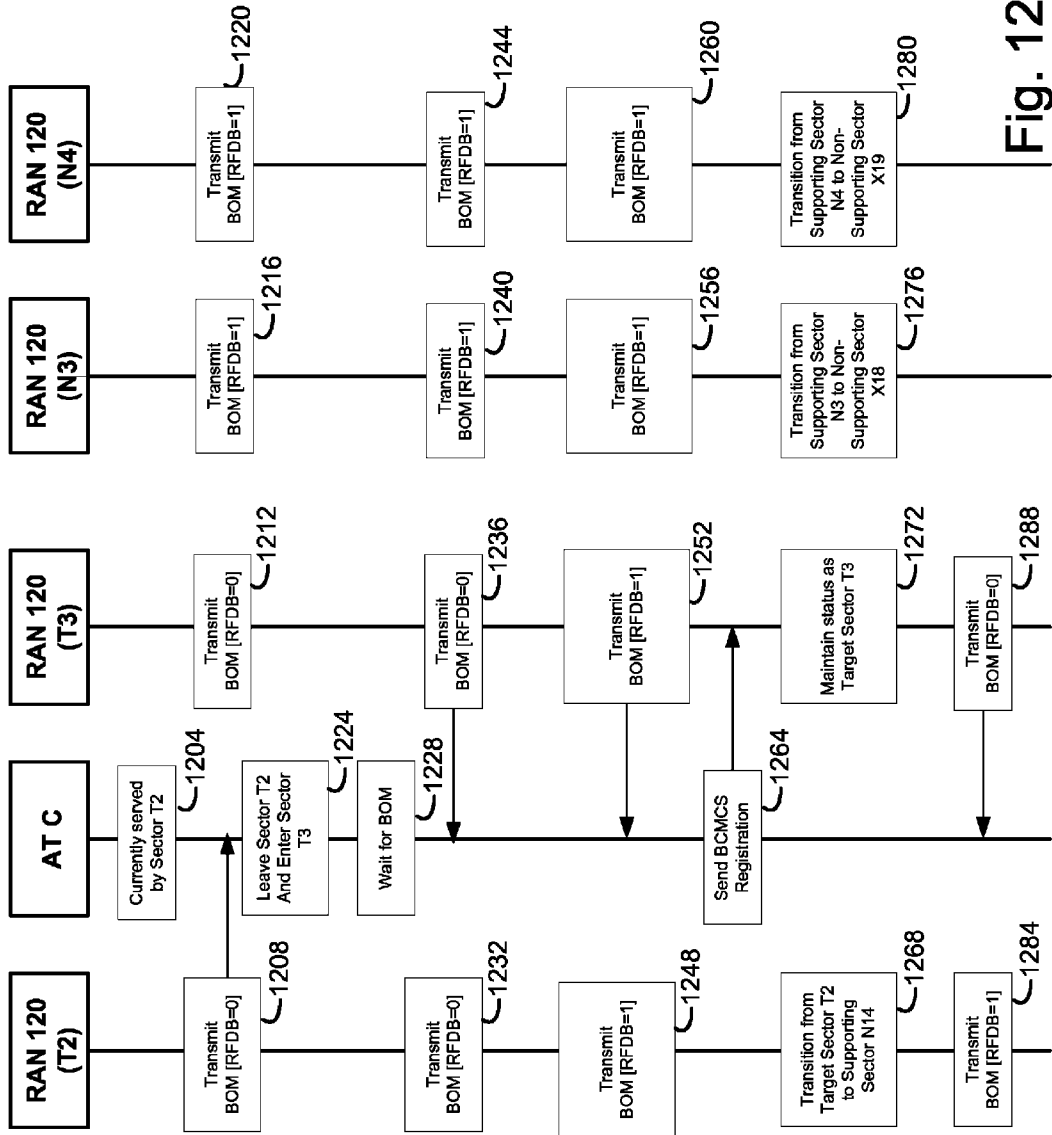 RAN 120
(T2)
AT C
RAN 120
(T3)
RAN 120
(N3)
RAN 120
(N4)
Currently served
by Sector T2
1204
Transmit
BOM [RFDB=0]
1208
Transmit
BOM [RFDB=0]
1212
Transmit
BOM [RFDB=1]
1216
Transmit
BOM [RFDB=1]
1220
Leave Sector T2
And Enter Sector
T3
1224
Wait for BOM
1228
Transmit
BOM [RFDB=0]
1232
Transmit
BOM [RFDB=0]
1236
Transmit
BOM [RFDB=1]
1240
Transmit
BOM [RFDB=1]
1244
Transmit
BOM [RFDB=1]
1248
Transmit
BOM [RFDB=1]
1252
Transmit
BOM [RFDB=1]
1256
Transmit
BOM [RFDB=1]
1260
Send BCMCS
Registration
1264
Transition from
Target Sector T2
to Supporting
Sector N14
1268
Maintain status as
Target Sector T3
1272
Transition from
Supporting Sector
N3 to Non-
Supporting Sector
X18
1276
Transition from
Supporting Sector
N4 to Non-
Supporting Sector
X19
1280
Transmit
BOM [RFDB=1]
1284
Transmit
BOM [RFDB=0]
1288
Fig. 12